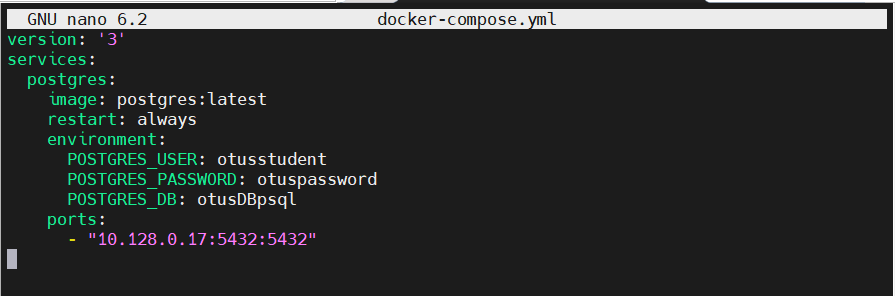 GNU nano 6.2 docker-compose.yml
version: '3'
services:
  postgres:
    image: postgres:latest
    restart: always
    environment:
      POSTGRES_USER: otusstudent
      POSTGRES_PASSWORD: otuspassword
      POSTGRES_DB: otusDBpsql
    ports:
      - "10.128.0.17:5432:5432"